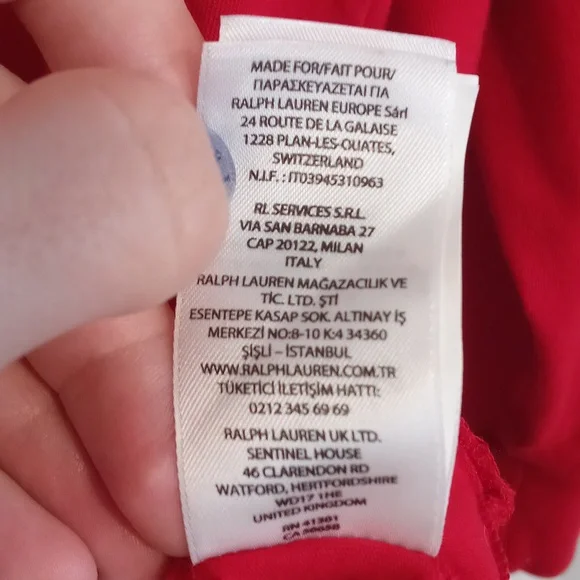 MADE FOR/FAIT POUR/
ΠΑΡΑΣΚΕΥΑΖΕΤΑΙ ΓΙΑ
RALPH LAUREN EUROPE Sárl
24 ROUTE DE LA GALAISE
1228 PLAN-LES-OUATES,
SWITZERLAND
N.I.F. : IT03945310963
RL SERVICES S.R.L.
VIA SAN BARNABA 27
CAP 20122, MILAN
ITALY
RALPH LAUREN MAĞAZACILIK VE
TİC. LTD. ŞTİ
ESENTEPE KASAP SOK. ALTINAY İŞ
MERKEZİ NO:8-10 K:4 34360
ŞİŞLİ – İSTANBUL
WWW.RALPHLAUREN.COM.TR
TÜKETİCİ İLETİŞİM HATTI:
0212 345 69 69
RALPH LAUREN UK LTD.
SENTINEL HOUSE
46 CLARENDON RD
WATFORD, HERTFORDSHIRE
WD17 1HE
UNITED KINGDOM
RN 41381
CA 56658